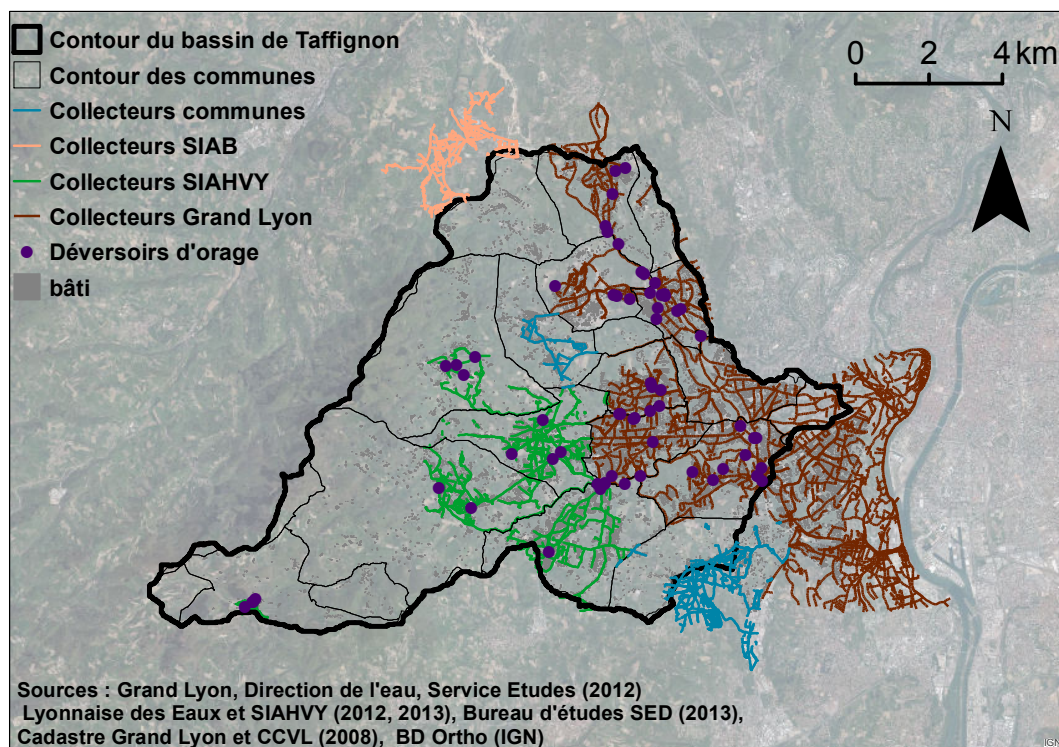 Contour du bassin de Taffignon
Contour des communes
Collecteurs communes
Collecteurs SIAB
Collecteurs SIAHVY
Collecteurs Grand Lyon
Déversoirs d'orage
bâti
0 2 4 km
N
Sources : Grand Lyon, Direction de l'eau, Service Etudes (2012)
Lyonnaise des Eaux et SIAHVY (2012, 2013), Bureau d'études SED (2013),
Cadastre Grand Lyon et CCVL (2008), BD Ortho (IGN)
IGN